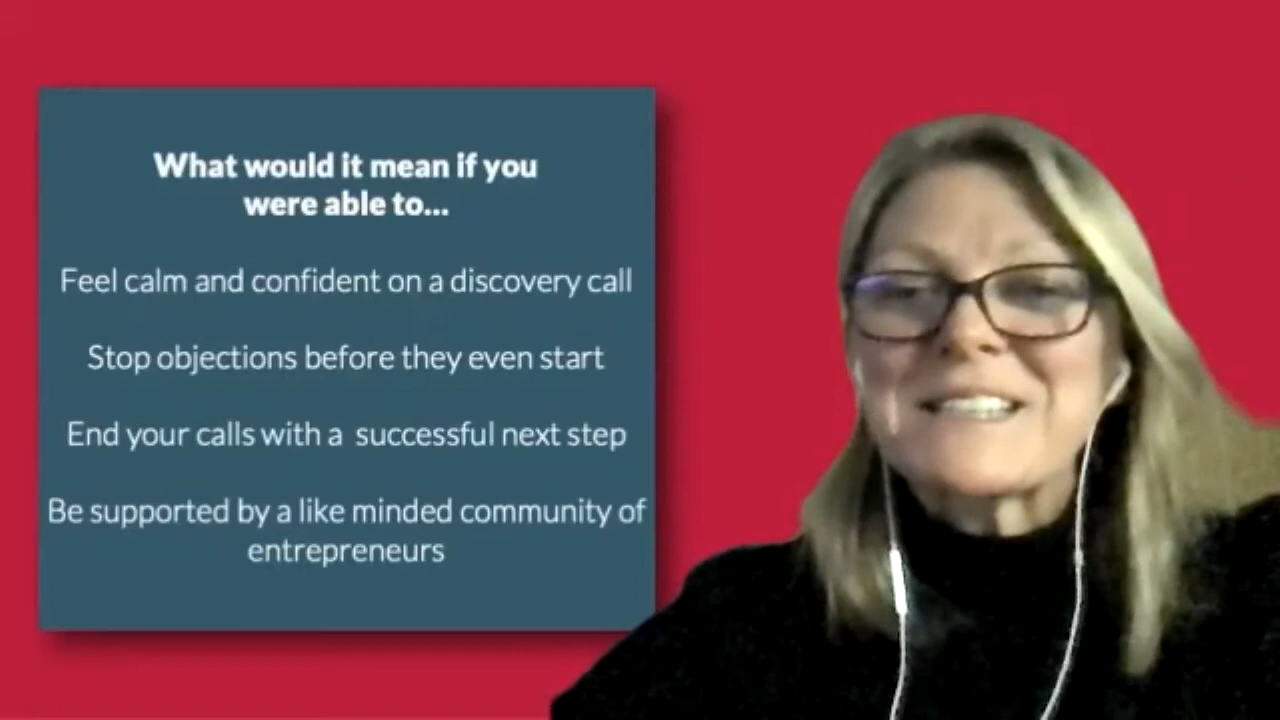 What would it mean if you
were able to...
Feel calm and confident on a discovery call
Stop objections before they even start
End your calls with a  successful next step
Be supported by a like minded community of
entrepreneurs